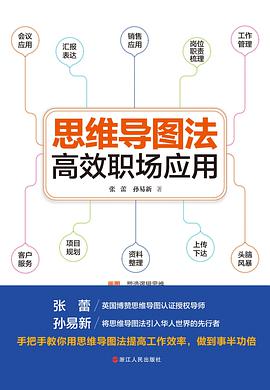 会议
应用
汇报
表达
销售
应用
岗位
职责
梳理
工作
管理
思维导图法
高效职场应用
张 蕾 孙易新 著
客户
服务
项目
规划
资料
整理
上传
下达
头脑
风暴
张 蕾/英国博赞思维导图认证授权导师
孙易新/将思维导图法引入华人世界的先行者
手把手教你用思维导图法提高工作效率,做到事半功倍
浙江人民出版社